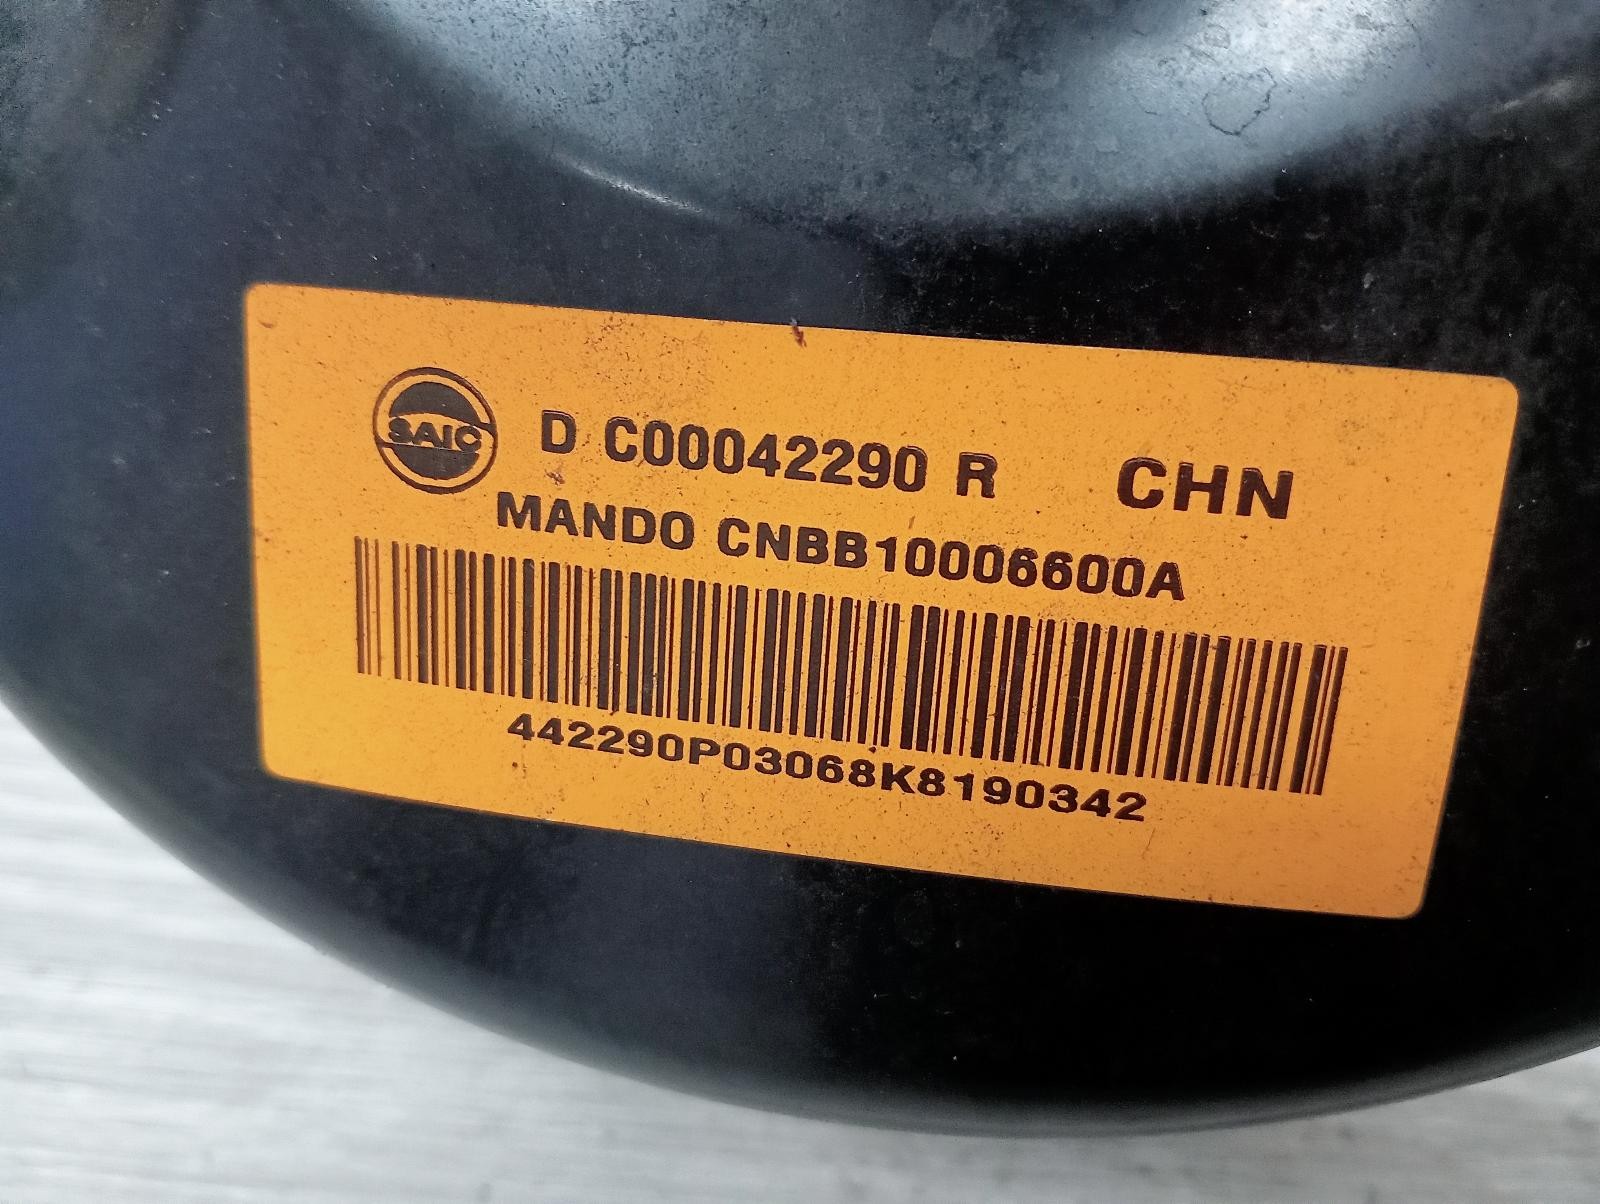 SAIC
D C00042290 R CHN
MANDO CNBB10006600A
442290P03068K8190342